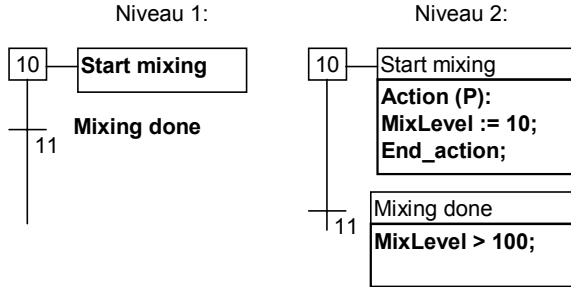 Niveau 1:
10 Start mixing
Mixing done
11
Niveau 2:
10 Start mixing
Action (P):
MixLevel := 10;
End_action;
Mixing done
11
MixLevel > 100;